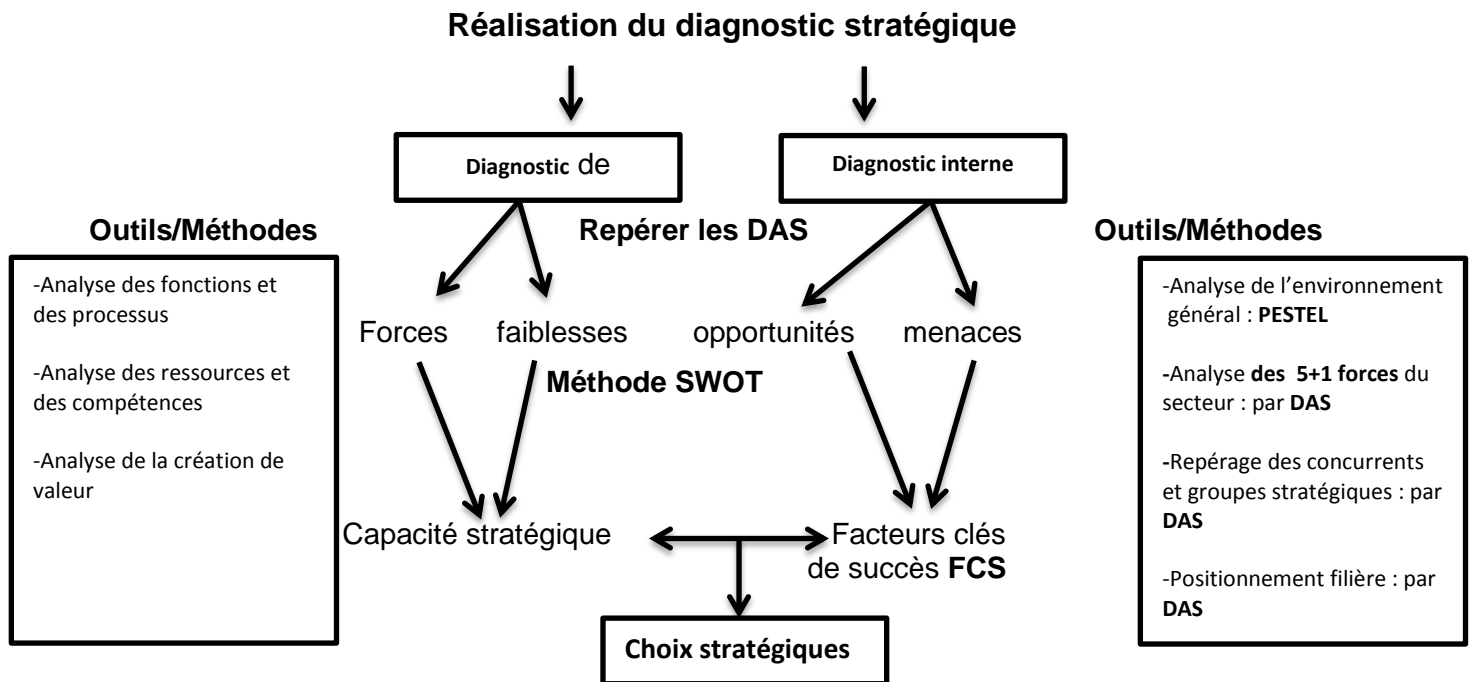 Réalisation du diagnostic stratégique
Diagnostic de
Diagnostic interne
Outils/Méthodes
Repérer les DAS
Outils/Méthodes
-Analyse des fonctions et
des processus
-Analyse des ressources et
des compétences
-Analyse de la création de
valeur
Forces
faiblesses
opportunités
menaces
Méthode SWOT
-Analyse de l’environnement
général : PESTEL
-Analyse des 5+1 forces du
secteur : par DAS
-Repérage des concurrents
et groupes stratégiques : par
DAS
-Positionnement filière : par
DAS
Capacité stratégique
Facteurs clés
de succès FCS
Choix stratégiques